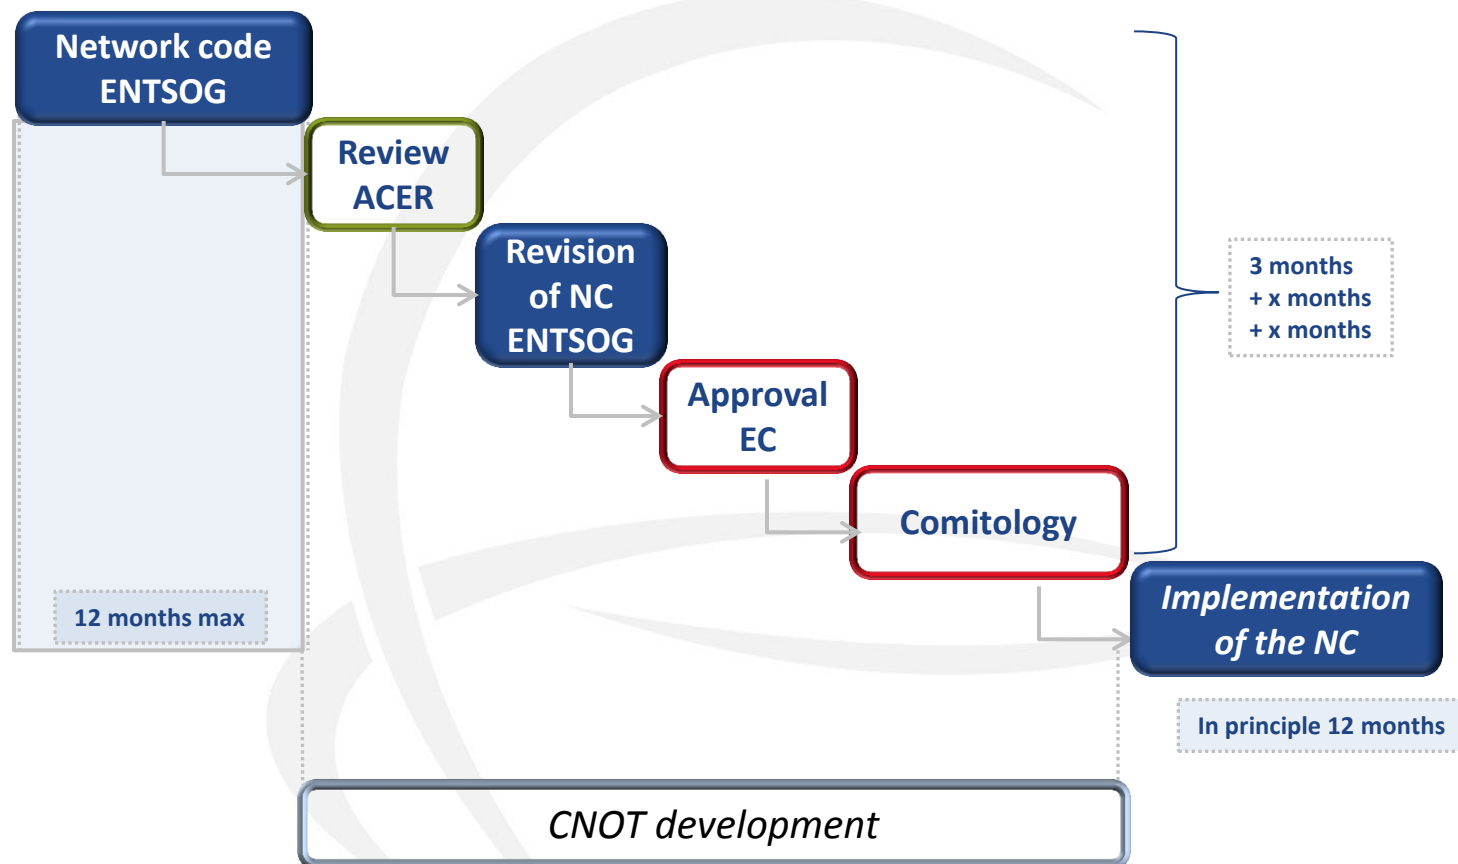 Network code
ENTSOG
Review
ACER
Revision
of NC
ENTSOG
3 months
+ x months
+ x months
Approval
EC
Comitology
12 months max
Implementation
of the NC
In principle 12 months
CNOT development